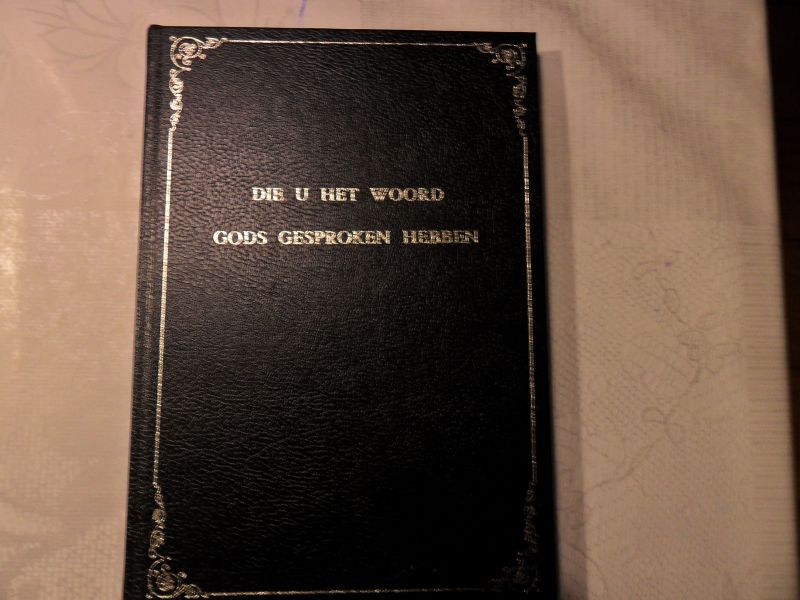 DIE U HET WOORD
GODS GESPROKEN HEBBEN